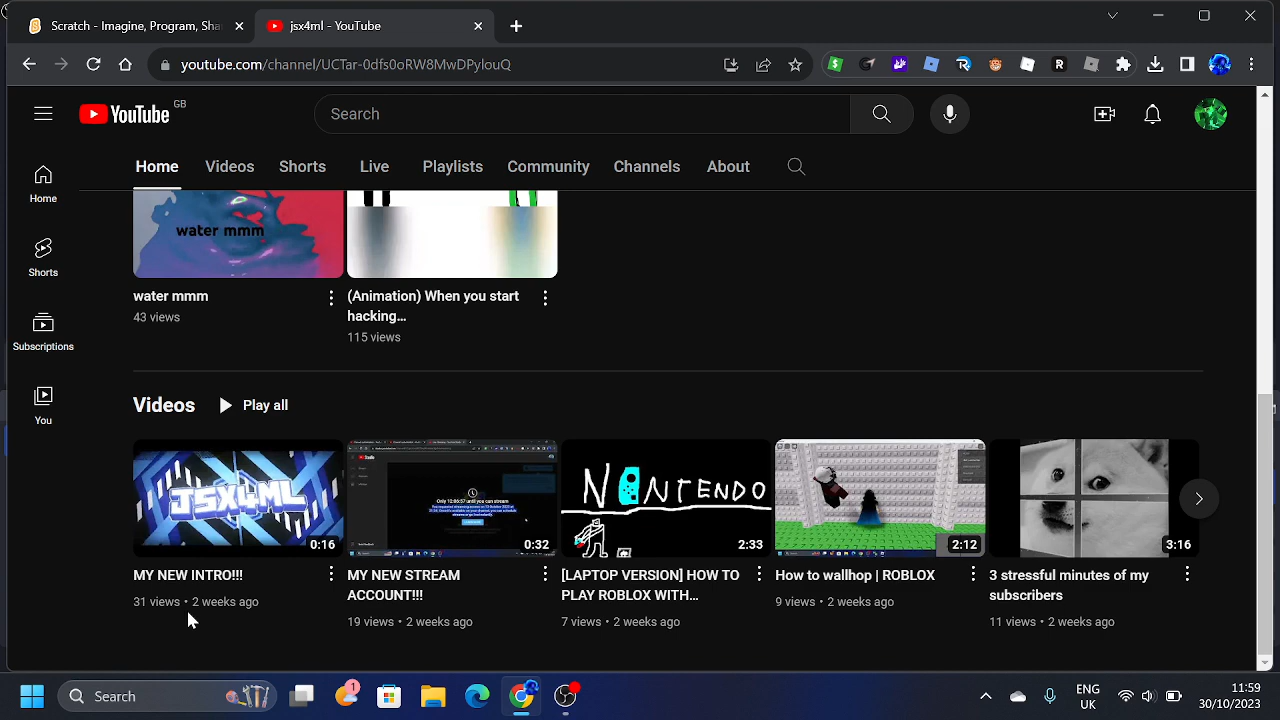 Scratch - Imagine, Program, Sha
jsx4ml - YouTube
youtube.com/channel/UCTar-0dfs0oRW8MwDPylouQ
YouTube GB
Search
Home Videos Shorts Live Playlists Community Channels About
Home
Shorts
Subscriptions
You
water mmm
water mmm
43 views
(Animation) When you start
hacking...
115 views
Videos Play all
JSX4ML
0:16
MY NEW INTRO!!!
31 views • 2 weeks ago
0:32
MY NEW STREAM
ACCOUNT!!!
19 views • 2 weeks ago
NINTENDO
2:33
[LAPTOP VERSION] HOW TO
PLAY ROBLOX WITH...
7 views • 2 weeks ago
2:12
How to wallhop | ROBLOX
9 views • 2 weeks ago
3:16
3 stressful minutes of my
subscribers
11 views • 2 weeks ago
Search
1
ENG
UK
11:59
30/10/2023